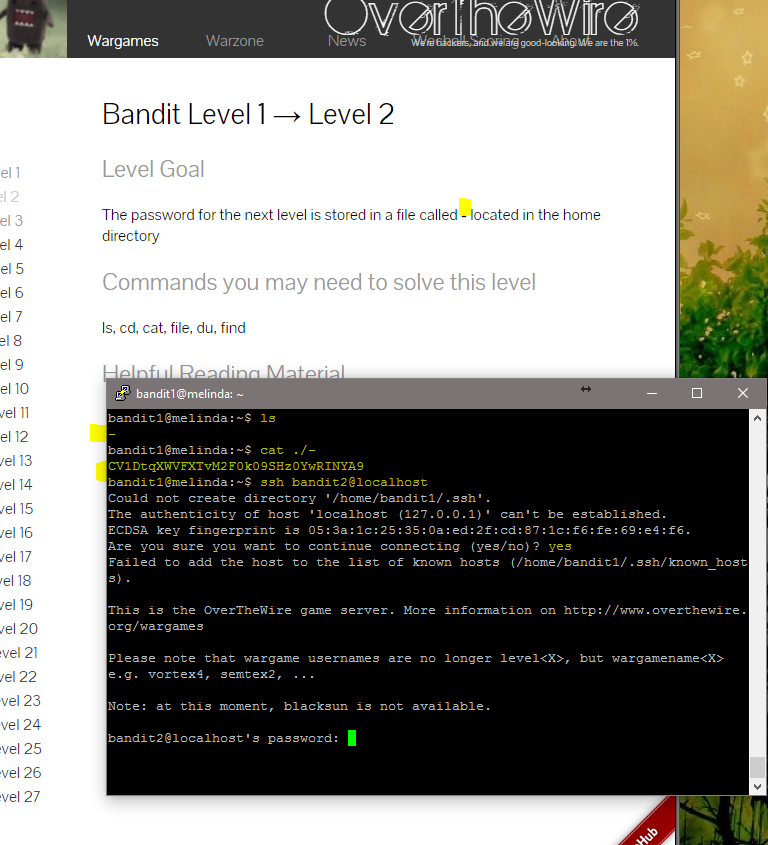 OverTheWire
We're hackers, and we are good-looking. We are the 1%.
Wargames Warzone News Wechall Scoring About
Bandit Level 1 → Level 2
Level Goal
The password for the next level is stored in a file called - located in the home
directory
Commands you may need to solve this level
ls, cd, cat, file, du, find
Helpful Reading Material
el 1
el 2
el 3
el 4
el 5
el 6
el 7
el 8
el 9
el 10
vel 11
el 12
vel 13
vel 14
vel 15
vel 16
vel 17
vel 18
vel 19
vel 20
evel 21
vel 22
vel 23
vel 24
evel 25
vel 26
evel 27
bandit1@melinda: ~
bandit1@melinda:~$ ls
-
bandit1@melinda:~$ cat ./-
CV1DtqXWVFXTvM2F0k09SHz0YwRINYA9
bandit1@melinda:~$ ssh bandit2@localhost
Could not create directory '/home/bandit1/.ssh'.
The authenticity of host 'localhost (127.0.0.1)' can't be established.
ECDSA key fingerprint is 05:3a:1c:25:35:0a:ed:2f:cd:87:1c:f6:fe:69:e4:f6.
Are you sure you want to continue connecting (yes/no)? yes
Failed to add the host to the list of known hosts (/home/bandit1/.ssh/known_host
s).
This is the OverTheWire game server. More information on http://www.overthewire.
org/wargames
Please note that wargame usernames are no longer level<X>, but wargamename<X>
e.g. vortex4, semtex2, ...
Note: at this moment, blacksun is not available.
bandit2@localhost's password:
Hub